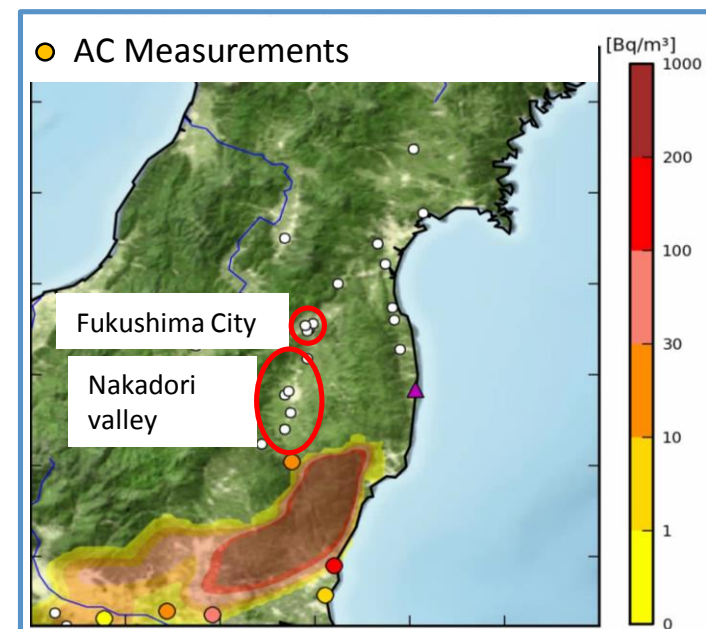 AC Measurements
[Bq/m³]
1000
200
100
30
10
1
0
Fukushima City
Nakadori
valley